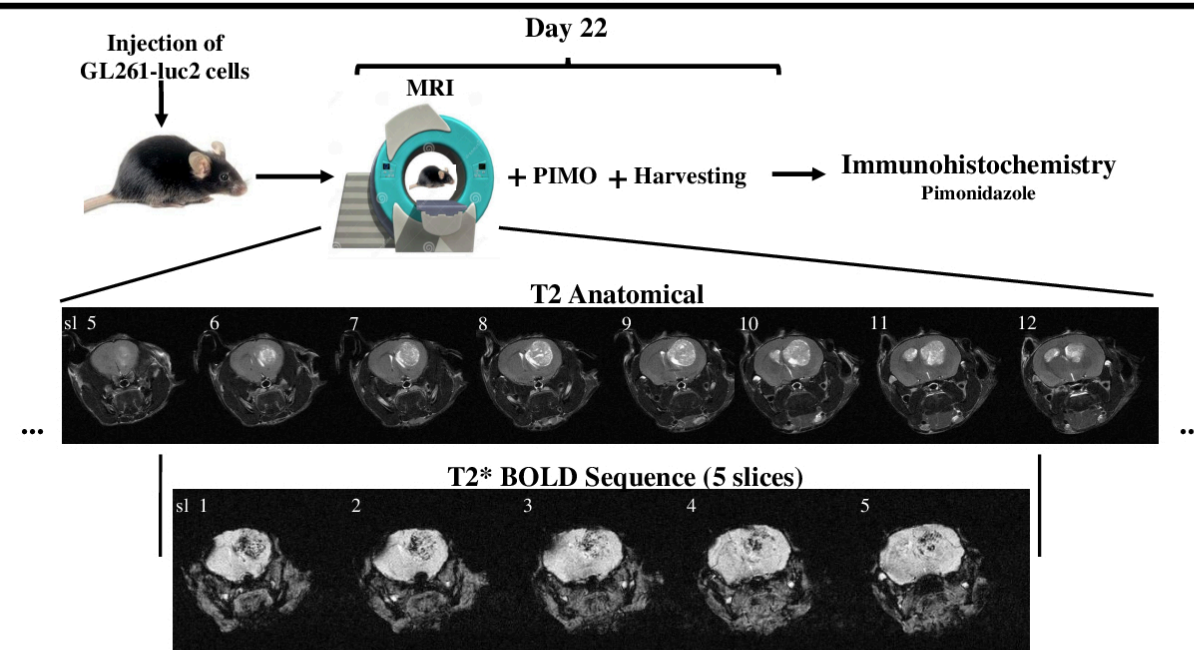 Day 22
Injection of
GL261-luc2 cells
MRI
+ PIMO + Harvesting
Immunohistochemistry
Pimonidazole
T2 Anatomical
sl 5 6 7 8 9 10 11 12
...
..
T2* BOLD Sequence (5 slices)
sl 1 2 3 4 5